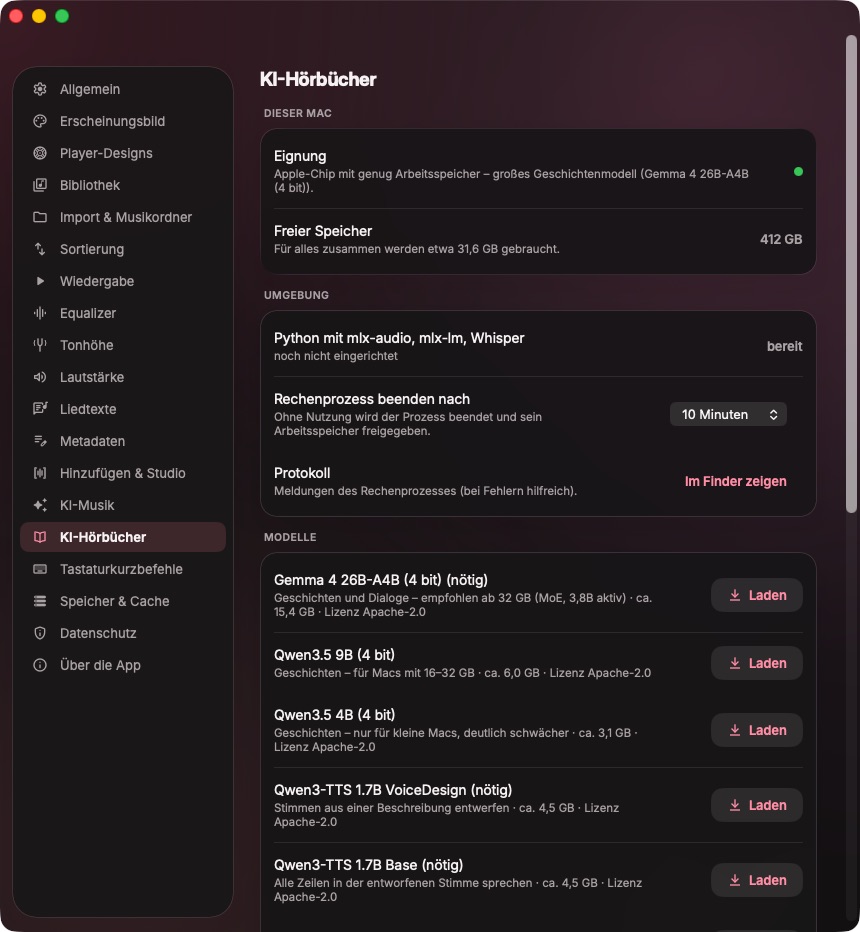 Allgemein
Erscheinungsbild
Player-Designs
Bibliothek
Import & Musikordner
Sortierung
Wiedergabe
Equalizer
Tonhöhe
Lautstärke
Liedtexte
Metadaten
Hinzufügen & Studio
KI-Musik
KI-Hörbücher
Tastaturkurzbefehle
Speicher & Cache
Datenschutz
Über die App
KI-Hörbücher
DIESER MAC
Eignung
Apple-Chip mit genug Arbeitsspeicher – großes Geschichtenmodell (Gemma 4 26B-A4B
(4 bit)).
Freier Speicher
Für alles zusammen werden etwa 31,6 GB gebraucht.
412 GB
UMGEBUNG
Python mit mlx-audio, mlx-lm, Whisper
noch nicht eingerichtet
bereit
Rechenprozess beenden nach
Ohne Nutzung wird der Prozess beendet und sein
Arbeitsspeicher freigegeben.
10 Minuten
Protokoll
Meldungen des Rechenprozesses (bei Fehlern hilfreich).
Im Finder zeigen
MODELLE
Gemma 4 26B-A4B (4 bit) (nötig)
Geschichten und Dialoge – empfohlen ab 32 GB (MoE, 3,8B aktiv) · ca.
15,4 GB · Lizenz Apache-2.0
Laden
Qwen3.5 9B (4 bit)
Geschichten – für Macs mit 16–32 GB · ca. 6,0 GB · Lizenz Apache-2.0
Laden
Qwen3.5 4B (4 bit)
Geschichten – nur für kleine Macs, deutlich schwächer · ca. 3,1 GB ·
Lizenz Apache-2.0
Laden
Qwen3-TTS 1.7B VoiceDesign (nötig)
Stimmen aus einer Beschreibung entwerfen · ca. 4,5 GB · Lizenz
Apache-2.0
Laden
Qwen3-TTS 1.7B Base (nötig)
Alle Zeilen in der entworfenen Stimme sprechen · ca. 4,5 GB · Lizenz
Apache-2.0
Laden